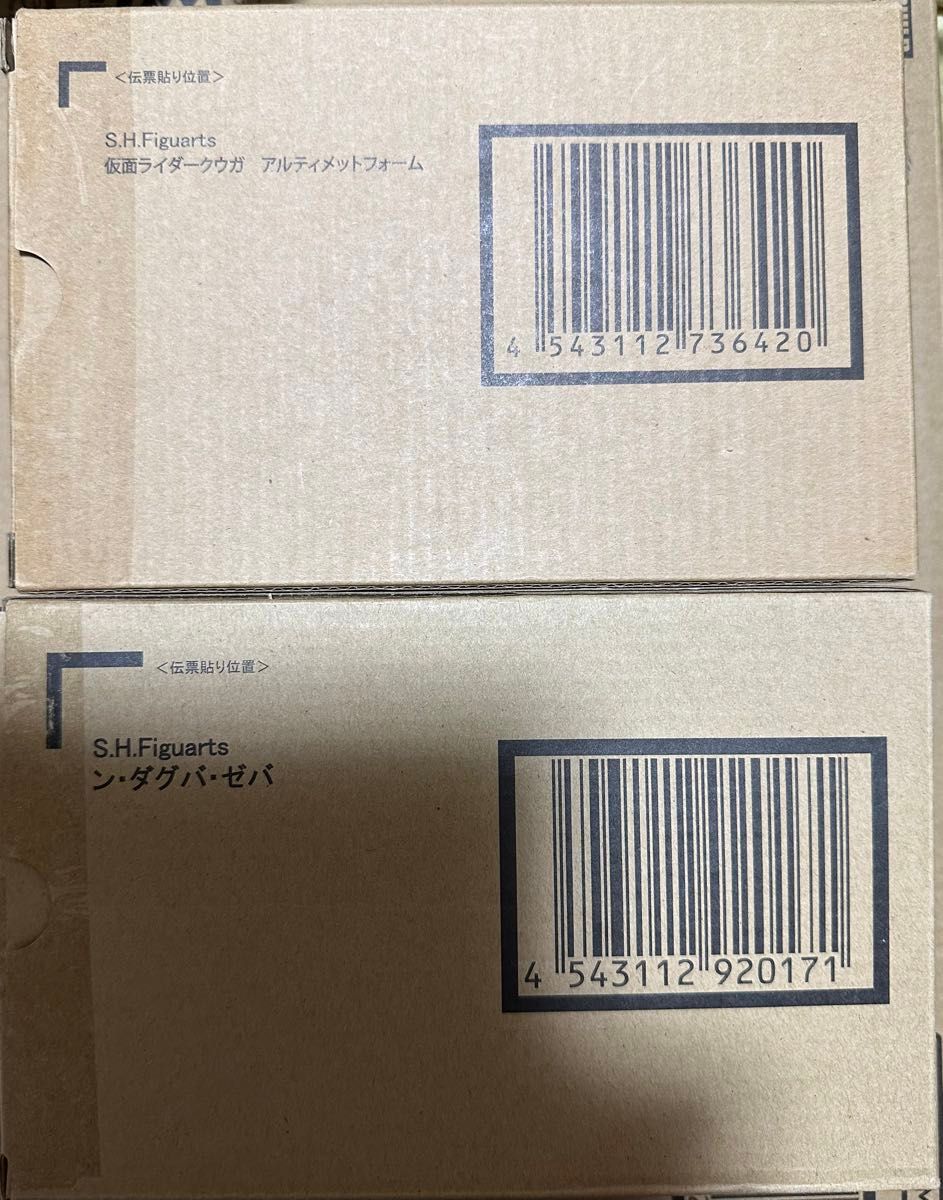 <伝票貼り位置>
S.H.Figuarts
仮面ライダークウガ　アルティメットフォーム
4 543112 736420
<伝票貼り位置>
S.H.Figuarts
ン・ダグバ・ゼバ
4 543112 920171